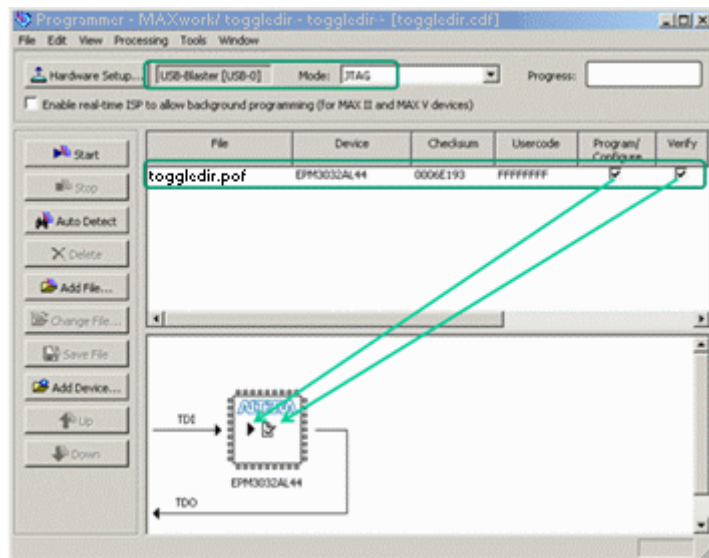 Programmer - MAXwork/ toggledir - toggledir - [toggledir.cdf]
File Edit View Processing Tools Window
Hardware Setup... USB-Blaster [USB-0] Mode: JTAG Progress:
Enable real-time ISP to allow background programming (for MAX II and MAX V devices)
File Device Checksum Usercode Program/ Configure Verify
toggledir.pof EPM3032AL44 0006E193 FFFFFFFF
Start
Stop
Auto Detect
Delete
Add File...
Change File...
Save File
Add Device...
Up
Down
ALTERA
TDI
EPM3032AL44
TDO